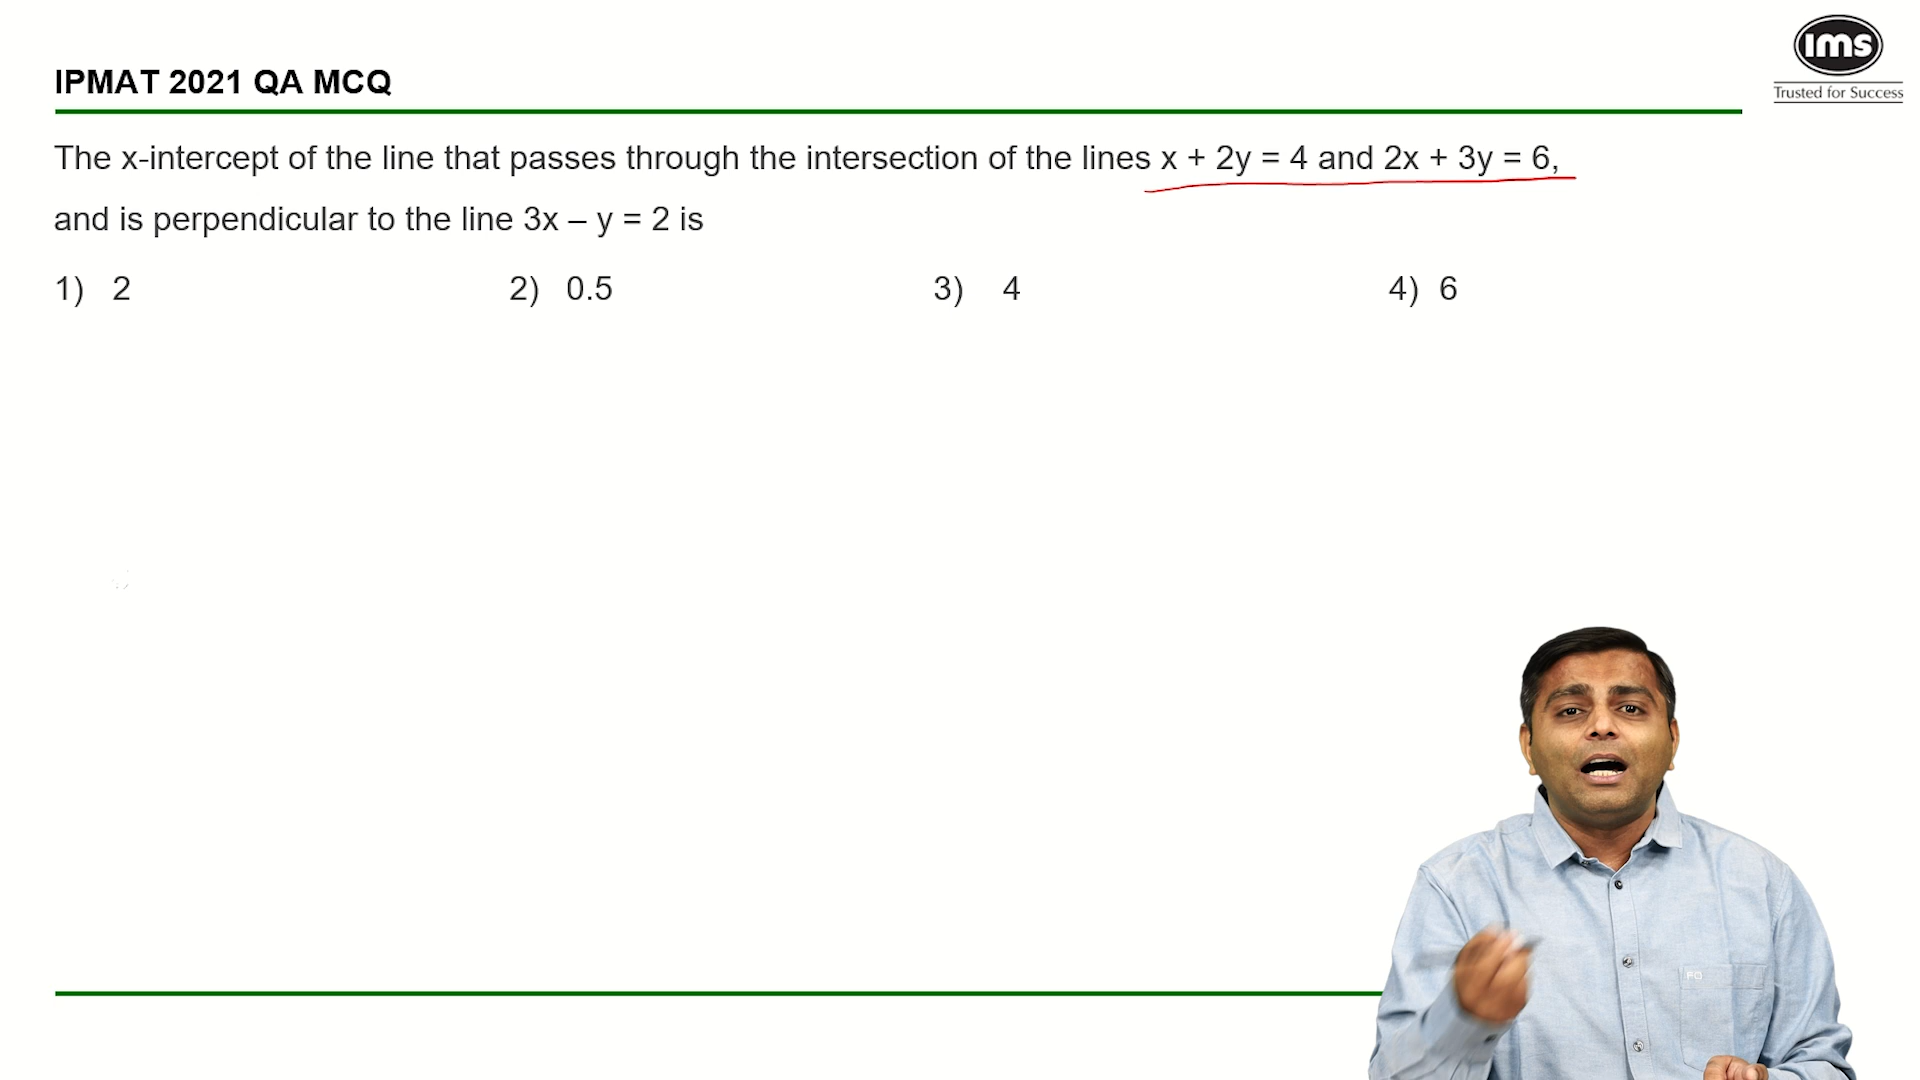 ims
Trusted for Success
IPMAT 2021 QA MCQ
The x-intercept of the line that passes through the intersection of the lines x + 2y = 4 and 2x + 3y = 6,
and is perpendicular to the line 3x – y = 2 is
1) 2 2) 0.5 3) 4 4) 6